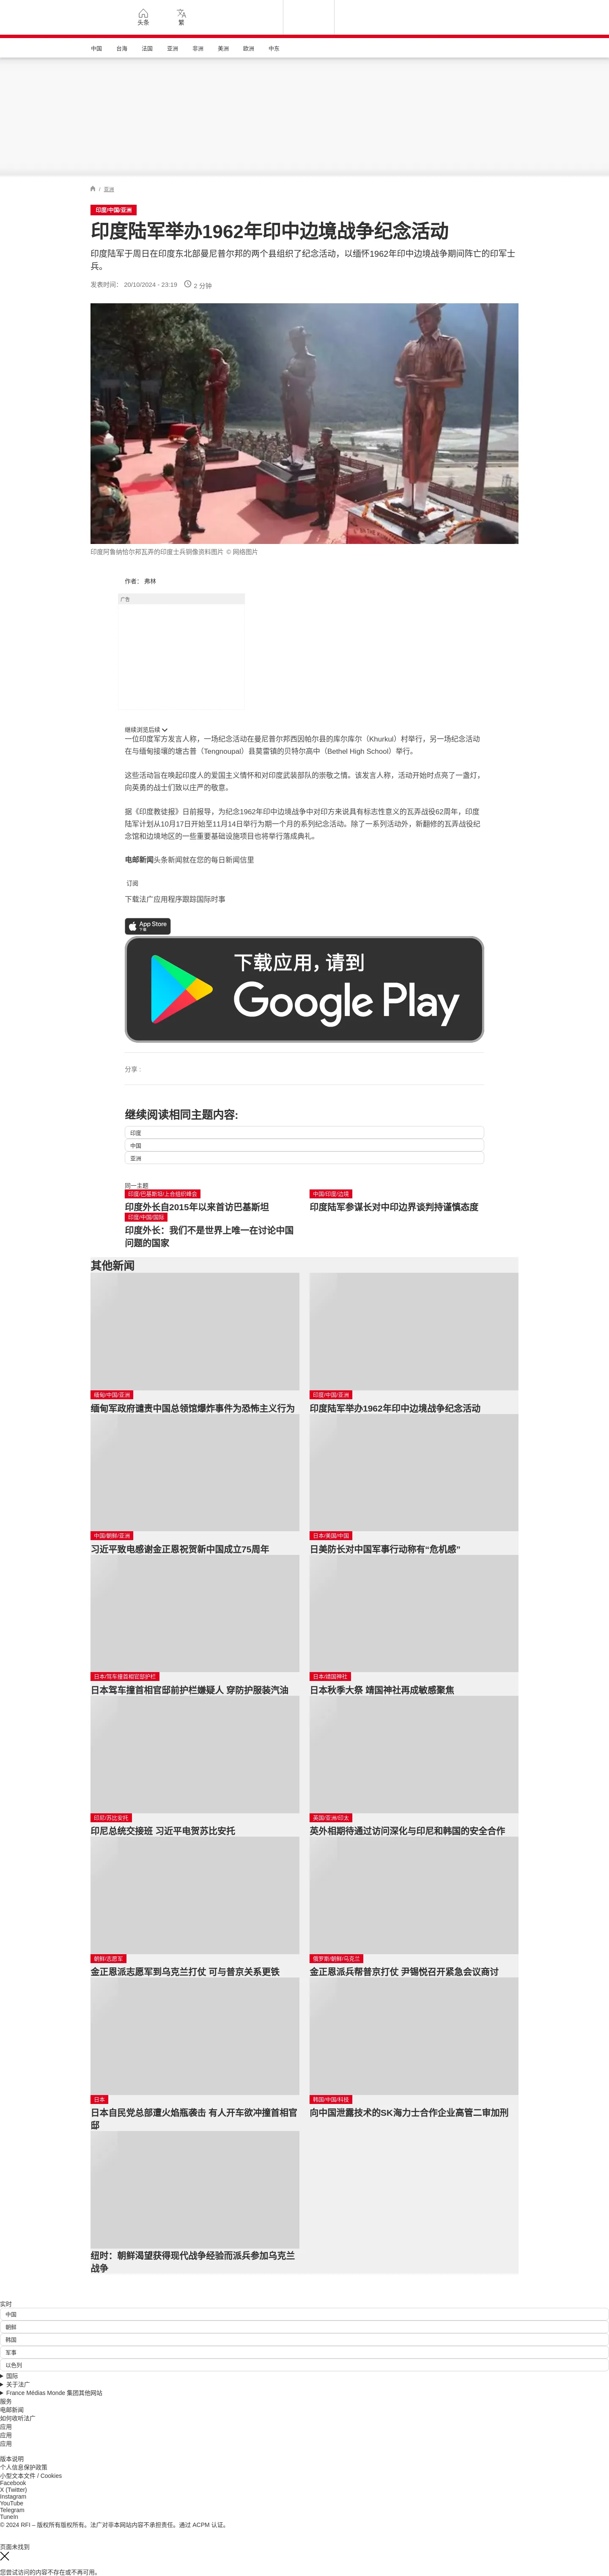 头条
繁
中国
台海
法国
亚洲
非洲
美洲
欧洲
中东
/ 亚洲
印度/中国/亚洲
印度陆军举办1962年印中边境战争纪念活动
印度陆军于周日在印度东北部曼尼普尔邦的两个县组织了纪念活动，以缅怀1962年印中边境战争期间阵亡的印军士
兵。
发表时间： 20/10/2024 - 23:19
2 分钟
印度阿鲁纳恰尔邦瓦弄的印度士兵铜像资料图片 © 网络图片
作者： 弗林
广告
继续浏览后续
一位印度军方发言人称，一场纪念活动在曼尼普尔邦西因帕尔县的库尔库尔（Khurkul）村举行，另一场纪念活动
在与缅甸接壤的塘古普（Tengnoupal）县莫雷镇的贝特尔高中（Bethel High School）举行。
这些活动旨在唤起印度人的爱国主义情怀和对印度武装部队的崇敬之情。该发言人称，活动开始时点亮了一盏灯，
向英勇的战士们致以庄严的敬意。
据《印度教徒报》日前报导，为纪念1962年印中边境战争中对印方来说具有标志性意义的瓦弄战役62周年，印度
陆军计划从10月17日开始至11月14日举行为期一个月的系列纪念活动。除了一系列活动外，新翻修的瓦弄战役纪
念馆和边境地区的一些重要基础设施项目也将举行落成典礼。
电邮新闻头条新闻就在您的每日新闻信里
订阅
下载法广应用程序跟踪国际时事
App Store
下载
下载应用，请到
Google Play
分享 :
继续阅读相同主题内容:
印度
中国
亚洲
同一主题
印度/巴基斯坦/上合组织峰会
印度外长自2015年以来首访巴基斯坦
中国/印度/边境
印度陆军参谋长对中印边界谈判持谨慎态度
印度/中国/国际
印度外长：我们不是世界上唯一在讨论中国
问题的国家
其他新闻
缅甸/中国/亚洲
缅甸军政府谴责中国总领馆爆炸事件为恐怖主义行为
印度/中国/亚洲
印度陆军举办1962年印中边境战争纪念活动
中国/朝鲜/亚洲
习近平致电感谢金正恩祝贺新中国成立75周年
日本/美国/中国
日美防长对中国军事行动称有“危机感”
日本/驾车撞首相官邸护栏
日本驾车撞首相官邸前护栏嫌疑人 穿防护服装汽油
日本/靖国神社
日本秋季大祭 靖国神社再成敏感聚焦
印尼/苏比安托
印尼总统交接班 习近平电贺苏比安托
英国/亚洲/印太
英外相期待通过访问深化与印尼和韩国的安全合作
朝鲜/志愿军
金正恩派志愿军到乌克兰打仗 可与普京关系更铁
俄罗斯/朝鲜/乌克兰
金正恩派兵帮普京打仗 尹锡悦召开紧急会议商讨
日本
日本自民党总部遭火焰瓶袭击 有人开车欲冲撞首相官
邸
韩国/中国/科技
向中国泄露技术的SK海力士合作企业高管二审加刑
纽时：朝鲜渴望获得现代战争经验而派兵参加乌克兰
战争
实时
中国
朝鲜
韩国
军事
以色列
国际
关于法广
France Médias Monde 集团其他网站
服务
电邮新闻
如何收听法广
应用
应用
应用
版本说明
个人信息保护政策
小型文本文件 / Cookies
Facebook
X (Twitter)
Instagram
YouTube
Telegram
TuneIn
© 2024 RFI – 版权所有版权所有。法广对非本网站内容不承担责任。通过 ACPM 认证。
页面未找到
您尝试访问的内容不存在或不再可用。